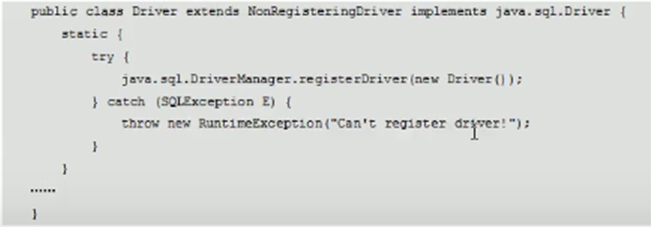 public class Driver extends NonRegisteringDriver implements java.sql.Driver {
static {
try {
java.sql.DriverManager.registerDriver(new Driver());
} catch (SQLException E) {
throw new RuntimeException("Can't register driver!");
}
}
······
}